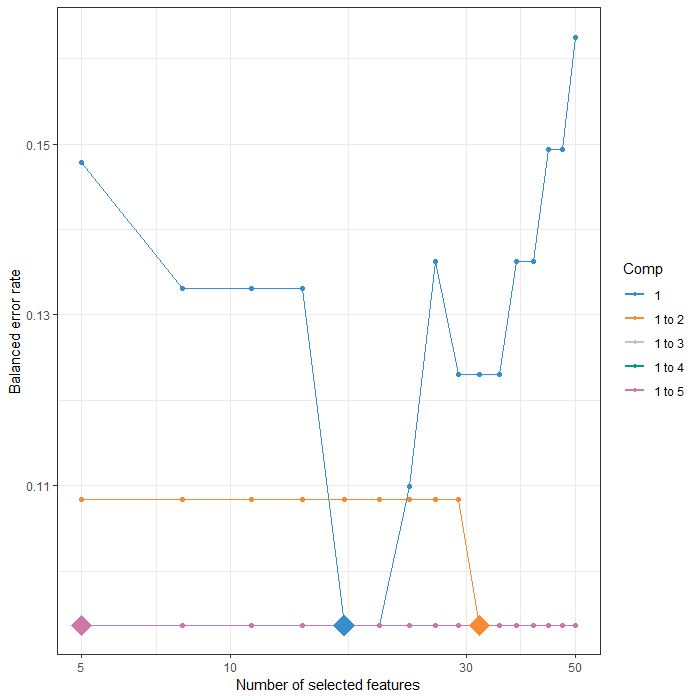 0.15
0.13
0.11
Balanced error rate
5
10
30
50
Number of selected features
Comp
1
1 to 2
1 to 3
1 to 4
1 to 5